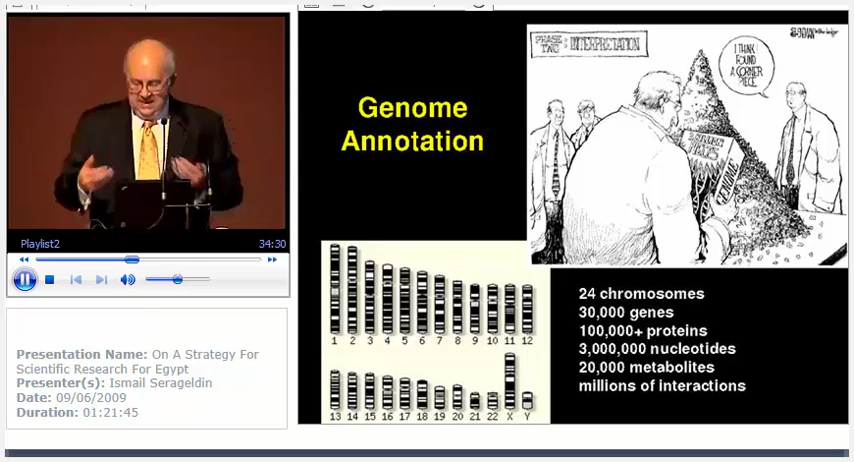 Playlist2 34:30
Presentation Name: On A Strategy For
Scientific Research For Egypt
Presenter(s): Ismail Serageldin
Date: 09/06/2009
Duration: 01:21:45
Genome
Annotation
PHASE
TWO:
INTERPRETATION
I THINK I
FOUND
A CORNER
PIECE.
1 2 3 4 5 6 7 8 9 10 11 12
13 14 15 16 17 18 19 20 21 22 X Y
24 chromosomes
30,000 genes
100,000+ proteins
3,000,000 nucleotides
20,000 metabolites
millions of interactions